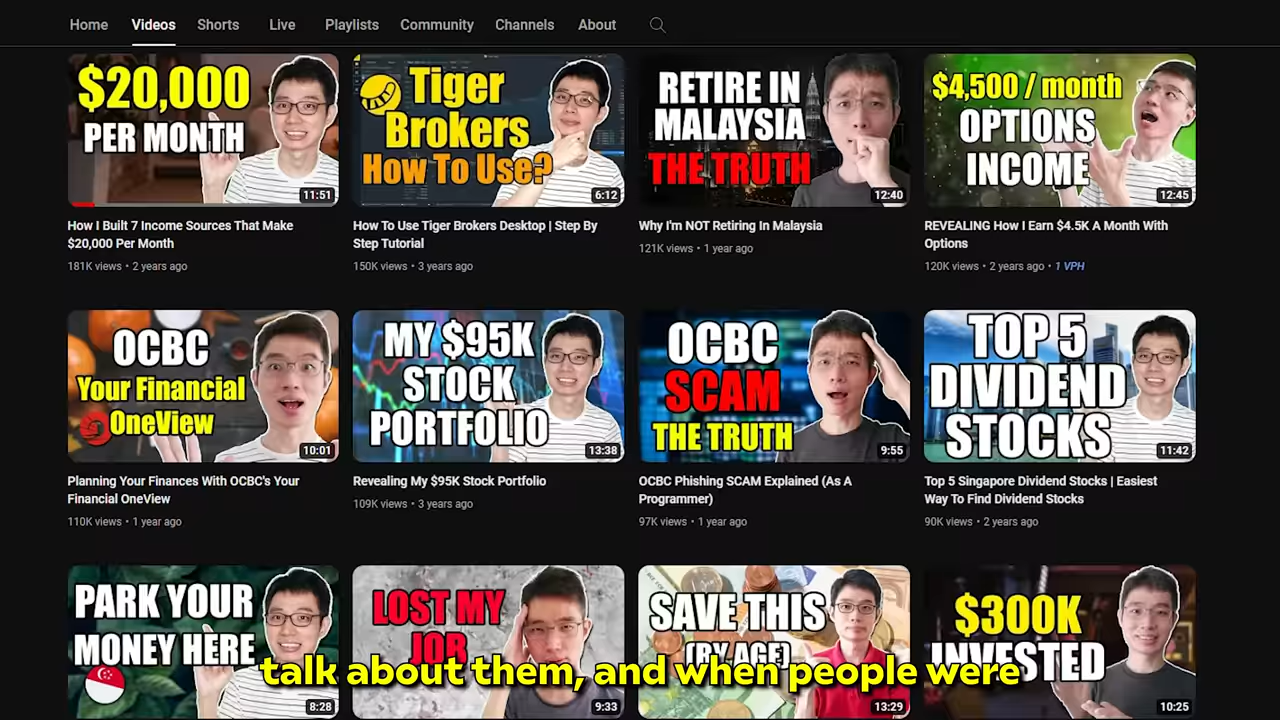 Home Videos Shorts Live Playlists Community Channels About
$20,000
PER MONTH
11:51
Tiger
Brokers
How To Use?
6:12
RETIRE IN
MALAYSIA
THE TRUTH
12:40
$4,500 / month
OPTIONS
INCOME
12:45
How I Built 7 Income Sources That Make
$20,000 Per Month
181K views • 2 years ago
How To Use Tiger Brokers Desktop | Step By
Step Tutorial
150K views • 3 years ago
Why I'm NOT Retiring In Malaysia
121K views • 1 year ago
REVEALING How I Earn $4.5K A Month With
Options
120K views • 2 years ago • 1 VPH
OCBC
Your Financial
OneView
10:01
MY $95K
STOCK
PORTFOLIO
13:38
OCBC
SCAM
THE TRUTH
9:55
TOP 5
DIVIDEND
STOCKS
11:42
Planning Your Finances With OCBC's Your
Financial OneView
110K views • 1 year ago
Revealing My $95K Stock Portfolio
109K views • 3 years ago
OCBC Phishing SCAM Explained (As A
Programmer)
97K views • 1 year ago
Top 5 Singapore Dividend Stocks | Easiest
Way To Find Dividend Stocks
90K views • 2 years ago
PARK YOUR
MONEY HERE
8:28
LOST MY
JOB
9:33
SAVE THIS
(BY AGE)
13:29
$300K
INVESTED
10:25
talk about them, and when people were